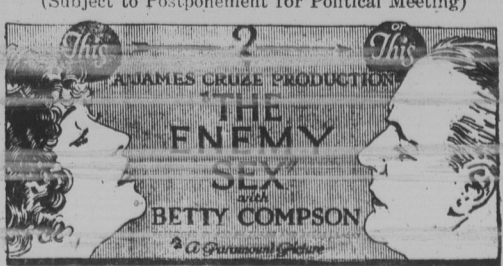 (Subject to Postponement for Political Meeting)
This ? or This
A JAMES CRUZE PRODUCTION
"THE
ENEMY
SEX"
with
BETTY COMPSON
A Paramount Picture